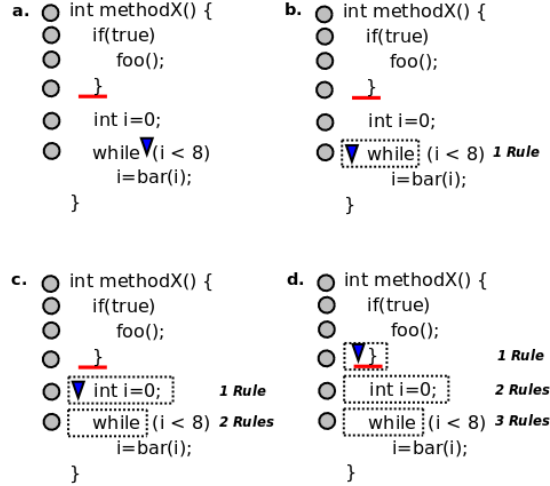 a.
int methodX() {
if(true)
foo();
}
int i=0;
while (i < 8)
i=bar(i);
}
b.
int methodX() {
if(true)
foo();
}
int i=0;
while (i < 8) 1 Rule
i=bar(i);
}
c.
int methodX() {
if(true)
foo();
}
int i=0; 1 Rule
while (i < 8) 2 Rules
i=bar(i);
}
d.
int methodX() {
if(true)
foo();
} 1 Rule
int i=0; 2 Rules
while (i < 8) 3 Rules
i=bar(i);
}